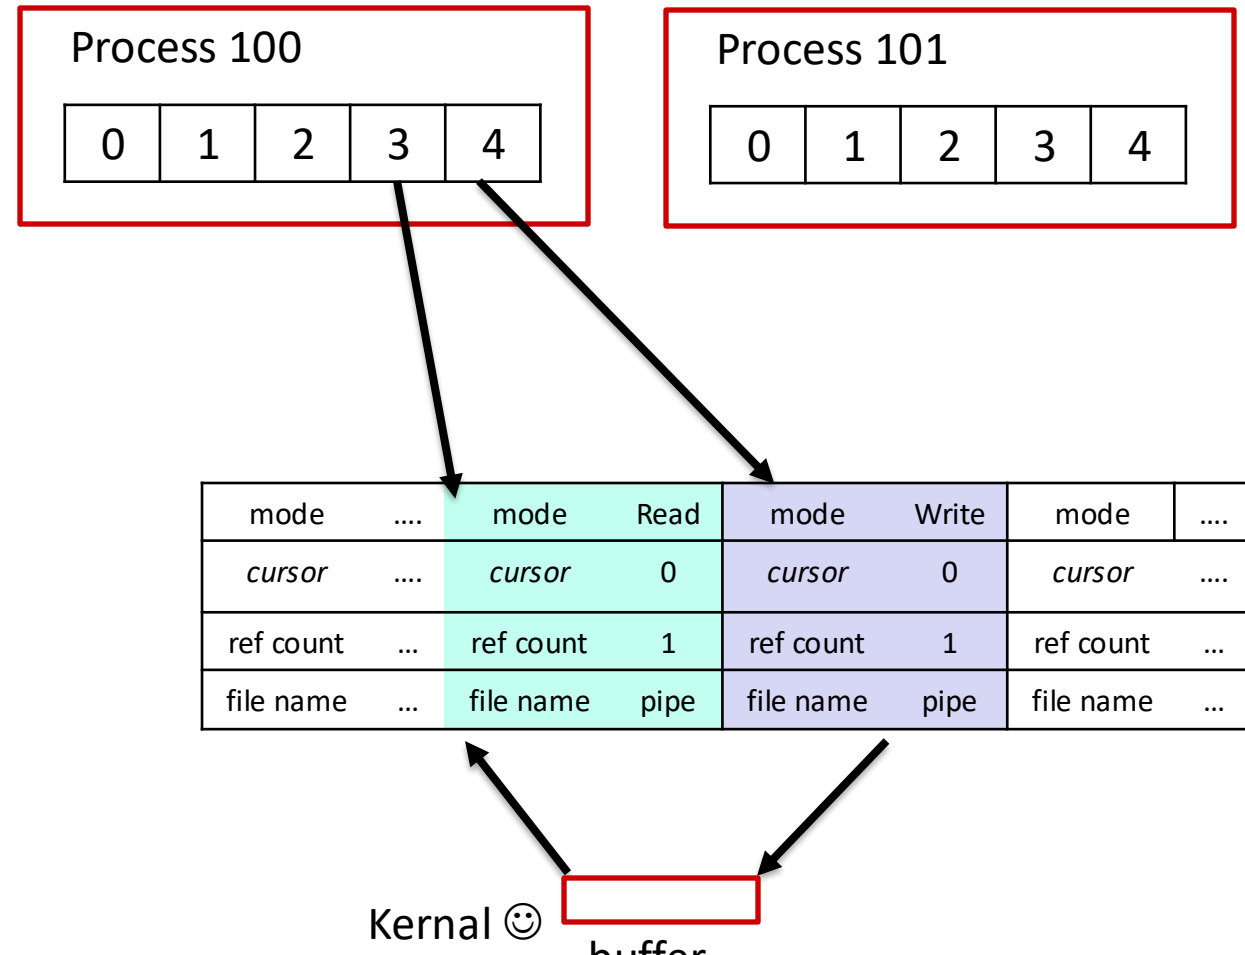 Process 100
0 1 2 3 4
Process 101
0 1 2 3 4
mode .... mode Read mode Write mode ....
cursor .... cursor 0 cursor 0 cursor ....
ref count ... ref count 1 ref count 1 ref count ...
file name ... file name pipe file name pipe file name ...
Kernal ☺
buffer